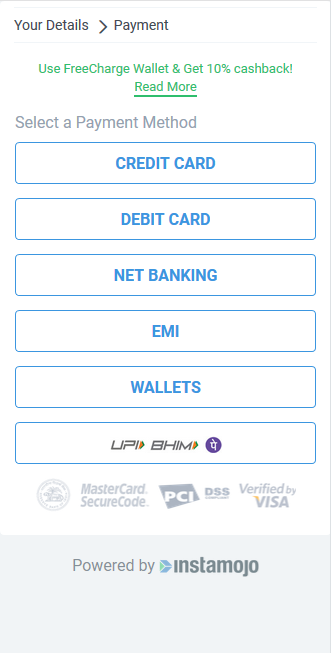 Your Details > Payment
Use FreeCharge Wallet & Get 10% cashback!
Read More
Select a Payment Method
CREDIT CARD
DEBIT CARD
NET BANKING
EMI
WALLETS
UPI BHIM पे
MasterCard. SecureCode. PCI DSS Verified by VISA
Powered by instamojo